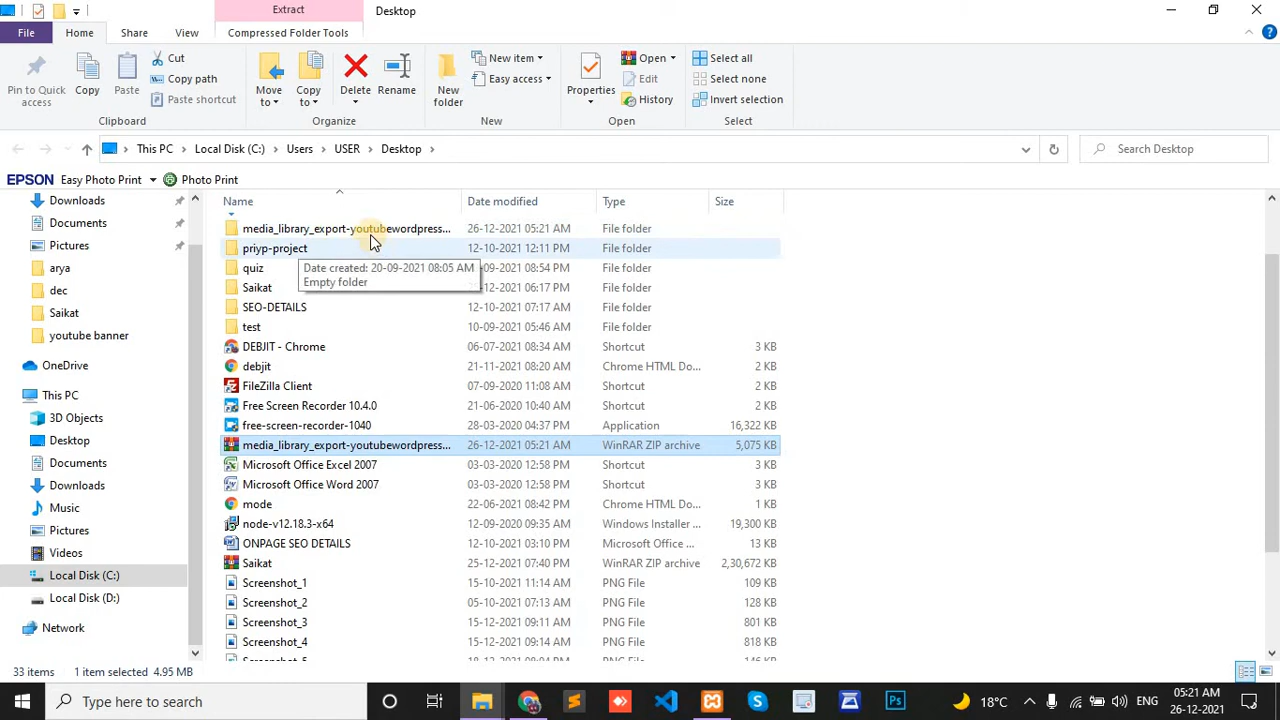 Extract
Desktop
File
Home
Share
View
Compressed Folder Tools
Pin to Quick access
Copy
Paste
Cut
Copy path
Paste shortcut
Clipboard
Move to
Copy to
Delete
Rename
Organize
New folder
New item
Easy access
New
Properties
Open
Edit
History
Open
Select all
Select none
Invert selection
Select
This PC
Local Disk (C:)
Users
USER
Desktop
Search Desktop
EPSON Easy Photo Print Photo Print
Downloads
Documents
Pictures
arya
dec
Saikat
youtube banner
OneDrive
This PC
3D Objects
Desktop
Documents
Downloads
Music
Pictures
Videos
Local Disk (C:)
Local Disk (D:)
Network
Name Date modified Type Size
media_library_export-youtubewordpress... 26-12-2021 05:21 AM File folder
priyp-project 12-10-2021 12:11 PM File folder
quiz -09-2021 08:54 PM File folder
Date created: 20-09-2021 08:05 AM
Empty folder
Saikat -12-2021 06:17 PM File folder
SEO-DETAILS 12-10-2021 07:17 AM File folder
test 10-09-2021 05:46 AM File folder
DEBJIT - Chrome 06-07-2021 08:34 AM Shortcut 3 KB
debjit 21-11-2021 08:20 AM Chrome HTML Do... 2 KB
FileZilla Client 07-09-2020 11:08 AM Shortcut 2 KB
Free Screen Recorder 10.4.0 21-06-2020 10:40 AM Shortcut 3 KB
free-screen-recorder-1040 28-03-2020 04:37 PM Application 16,322 KB
media_library_export-youtubewordpress... 26-12-2021 05:21 AM WinRAR ZIP archive 5,075 KB
Microsoft Office Excel 2007 03-03-2020 12:58 PM Shortcut 3 KB
Microsoft Office Word 2007 03-03-2020 12:58 PM Shortcut 3 KB
mode 22-06-2021 08:42 PM Chrome HTML Do... 1 KB
node-v12.18.3-x64 12-09-2020 09:35 AM Windows Installer ... 19,300 KB
ONPAGE SEO DETAILS 12-10-2021 03:10 PM Microsoft Office ... 13 KB
Saikat 25-12-2021 07:40 PM WinRAR ZIP archive 2,30,672 KB
Screenshot_1 15-10-2021 11:14 AM PNG File 109 KB
Screenshot_2 05-10-2021 07:13 AM PNG File 128 KB
Screenshot_3 15-12-2021 09:11 AM PNG File 801 KB
Screenshot_4 15-12-2021 09:14 AM PNG File 818 KB
33 items 1 item selected 4.95 MB
Type here to search
18°C
ENG
05:21 AM
26-12-2021